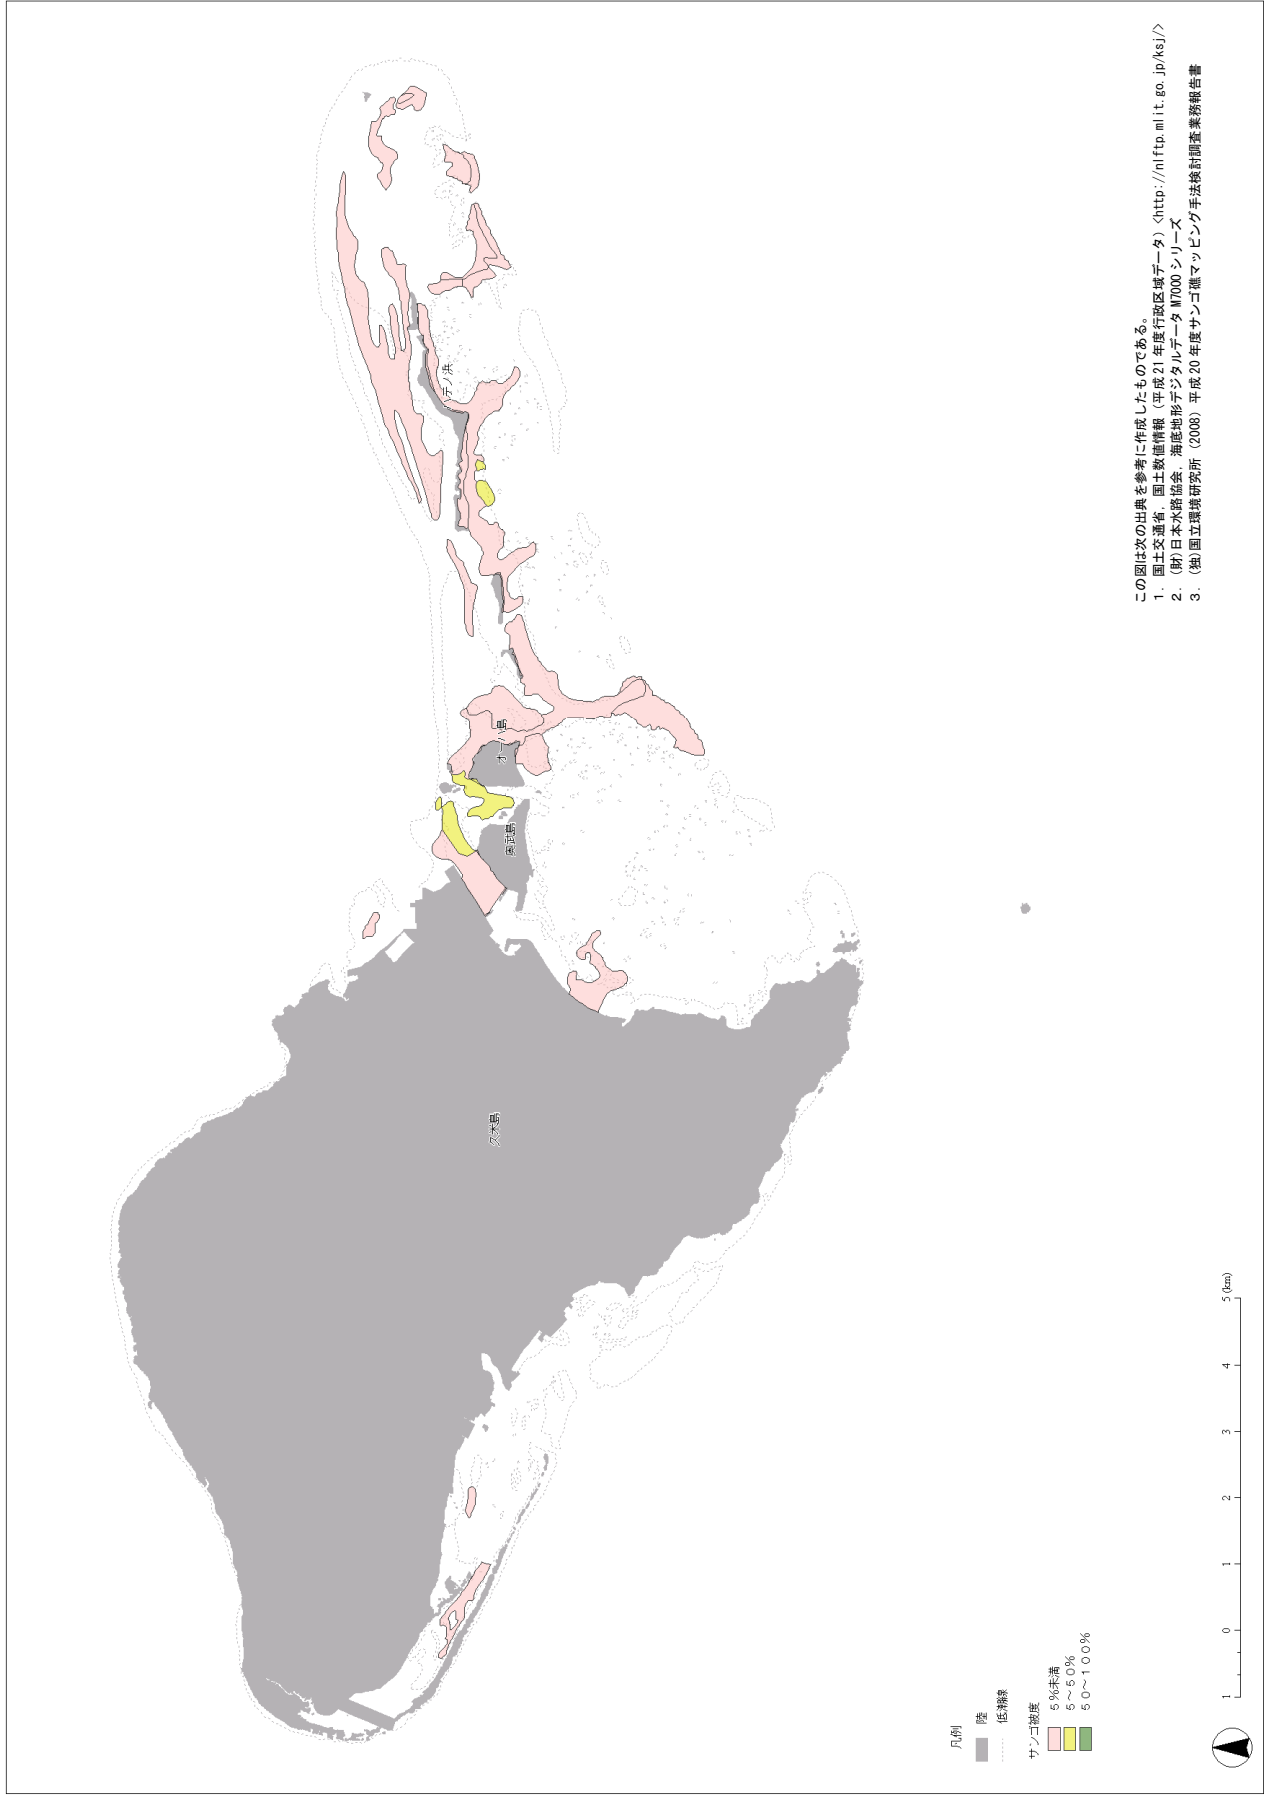 久米島
奥武島
オーハ島
ハテノ浜
凡例
陸
低潮線
サンゴ被度
5%未満
5~50%
50~100%
1 0 1 2 3 4 5 (km)
この図は次の出典を参考に作成したものである。
1. 国土交通省, 国土数値情報 (平成21年度行政区域データ) <http://nlftp.mlit.go.jp/ksj/>
2. (財)日本水路協会, 海底地形デジタルデータ M7000 シリーズ
3. (独)国立環境研究所 (2008) 平成20年度サンゴ礁マッピング手法検討調査業務報告書